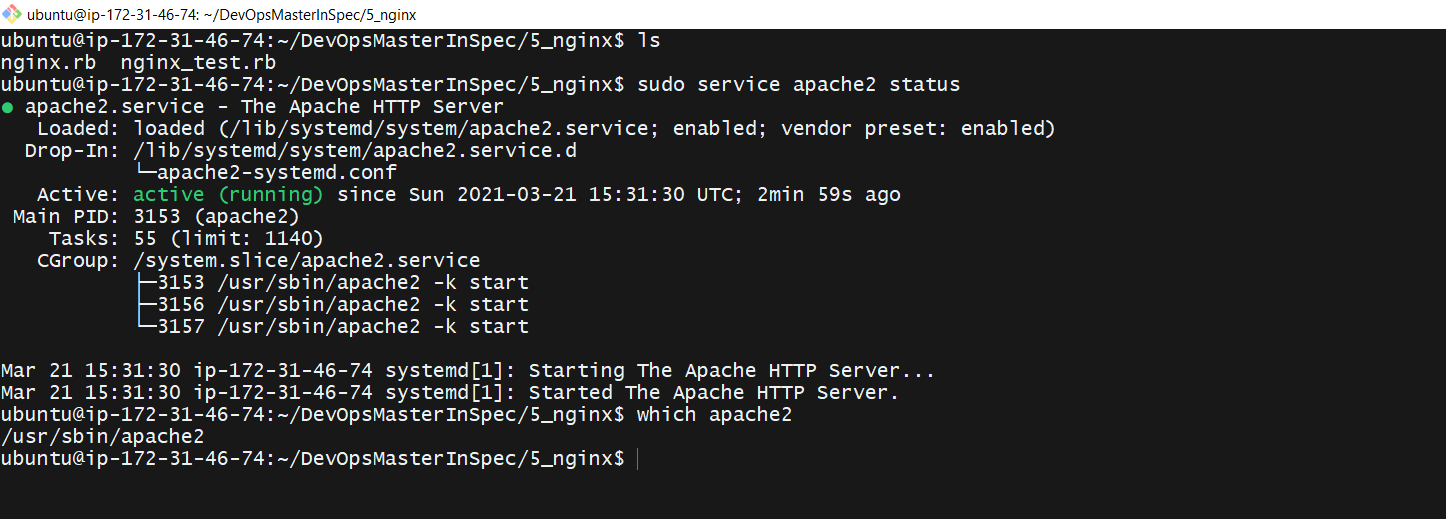 ubuntu@ip-172-31-46-74: ~/DevOpsMasterInSpec/5_nginx
ubuntu@ip-172-31-46-74:~/DevOpsMasterInSpec/5_nginx$ ls
nginx.rb  nginx_test.rb
ubuntu@ip-172-31-46-74:~/DevOpsMasterInSpec/5_nginx$ sudo service apache2 status
● apache2.service - The Apache HTTP Server
   Loaded: loaded (/lib/systemd/system/apache2.service; enabled; vendor preset: enabled)
  Drop-In: /lib/systemd/system/apache2.service.d
           └─apache2-systemd.conf
   Active: active (running) since Sun 2021-03-21 15:31:30 UTC; 2min 59s ago
 Main PID: 3153 (apache2)
    Tasks: 55 (limit: 1140)
   CGroup: /system.slice/apache2.service
           ├─3153 /usr/sbin/apache2 -k start
           ├─3156 /usr/sbin/apache2 -k start
           └─3157 /usr/sbin/apache2 -k start

Mar 21 15:31:30 ip-172-31-46-74 systemd[1]: Starting The Apache HTTP Server...
Mar 21 15:31:30 ip-172-31-46-74 systemd[1]: Started The Apache HTTP Server.
ubuntu@ip-172-31-46-74:~/DevOpsMasterInSpec/5_nginx$ which apache2
/usr/sbin/apache2
ubuntu@ip-172-31-46-74:~/DevOpsMasterInSpec/5_nginx$